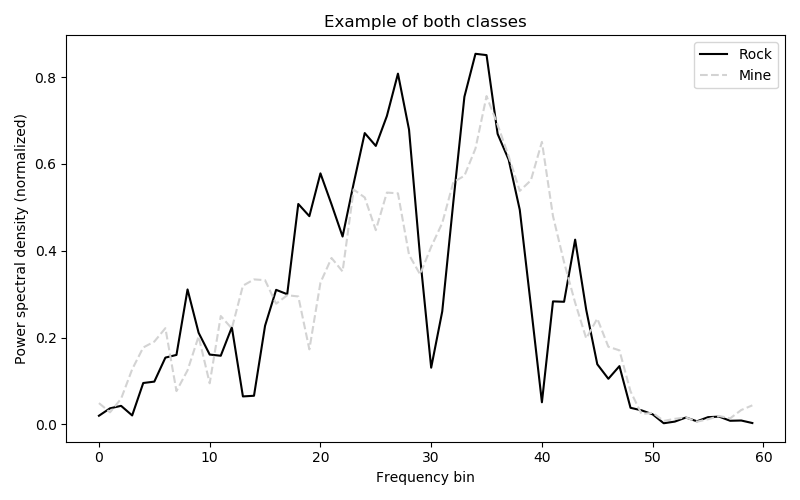 Example of both classes
Rock
Mine
Power spectral density (normalized)
0.8
0.6
0.4
0.2
0.0
0 10 20 30 40 50 60
Frequency bin